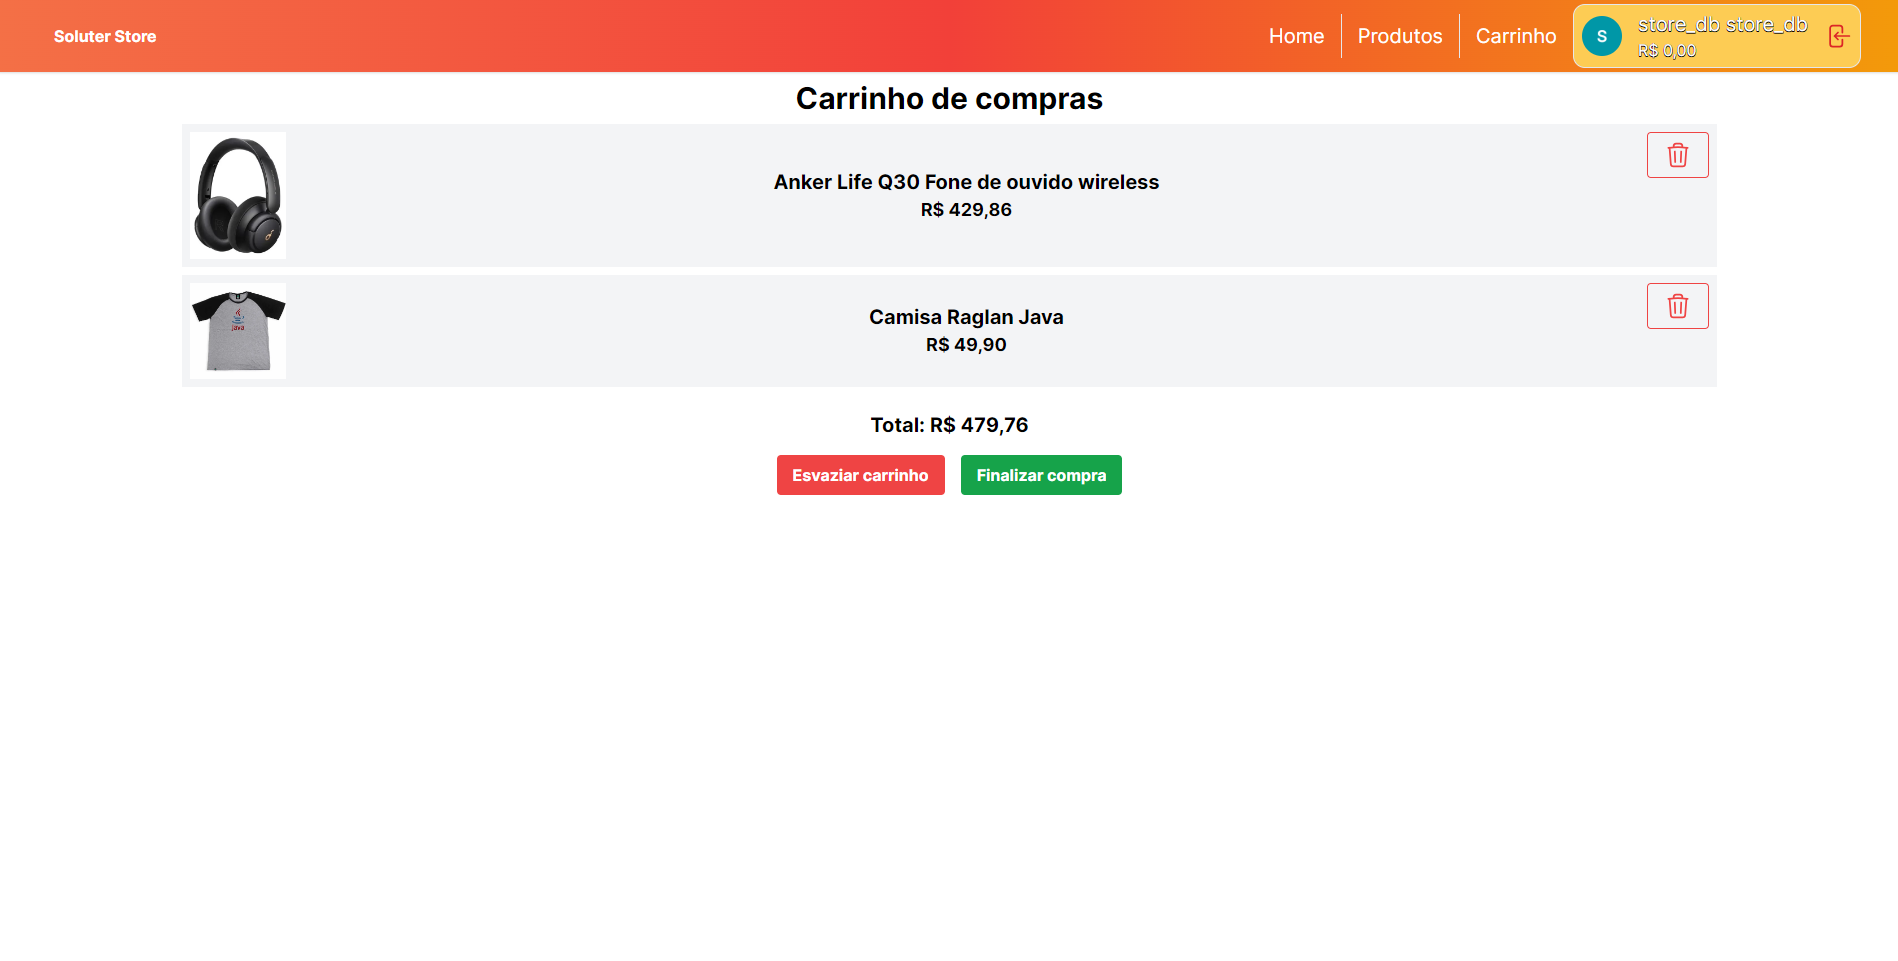 Soluter Store
Home
Produtos
Carrinho
S
store_db store_db
R$ 0,00
Carrinho de compras
Anker Life Q30 Fone de ouvido wireless
R$ 429,86
Java
Camisa Raglan Java
R$ 49,90
Total: R$ 479,76
Esvaziar carrinho
Finalizar compra